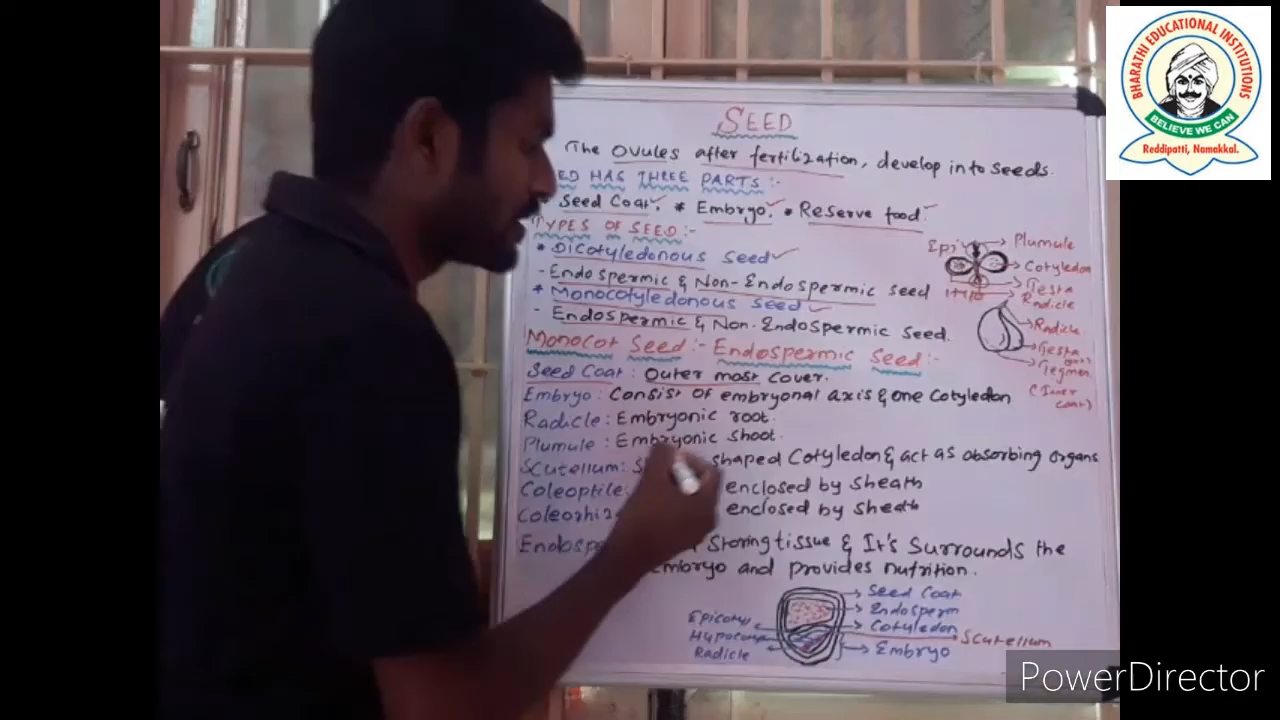 SEED
The OVULES after fertilization, develop into seeds.
HAS THREE PARTS:-
Seed Coat. * Embryo. * Reserve food.
TYPES OF SEED:-
* Dicotyledonous Seed
- Endospermic & Non-Endospermic seed
* Monocotyledonous seed
- Endospermic & Non-Endospermic seed.
Monocot Seed:- Endospermic Seed:-
Seed Coat: Outer most cover.
Embryo: Consist of embryonal axis & one Cotyledon
Radicle: Embryonic root.
Plumule: Embryonic shoot.
Scutellum: shaped Cotyledon & act as absorbing organs
Coleoptile: enclosed by Sheath
enclosed by Sheath
Storing tissue & It's Surrounds the
embryo and provides nutrition.
Epi
Plumule
Cotyledon
Testa
Radicle
Radicle
Testa
Tegmen
(Inner
coat)
Seed Coat
Endosperm
Cotyledon
Scutellum
Embryo
Epicotyl
Radicle
BHARATHI EDUCATIONAL INSTITUTIONS
BELIEVE WE CAN
Reddipatti, Namakkal.
PowerDirector